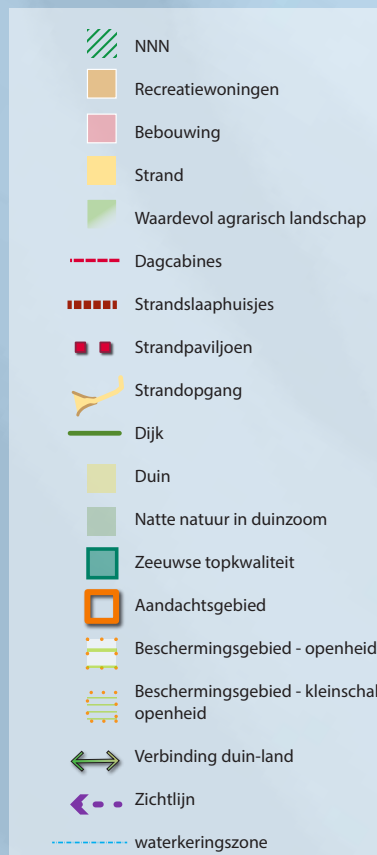 NNN
Recreatiewoningen
Bebouwing
Strand
Waardevol agrarisch landschap
Dagcabines
Strandslaaphuisjes
Strandpaviljoen
Strandopgang
Dijk
Duin
Natte natuur in duinzoom
Zeeuwse topkwaliteit
Aandachtsgebied
Beschermingsgebied - openheid
Beschermingsgebied - kleinschal
openheid
Verbinding duin-land
Zichtlijn
waterkeringszone